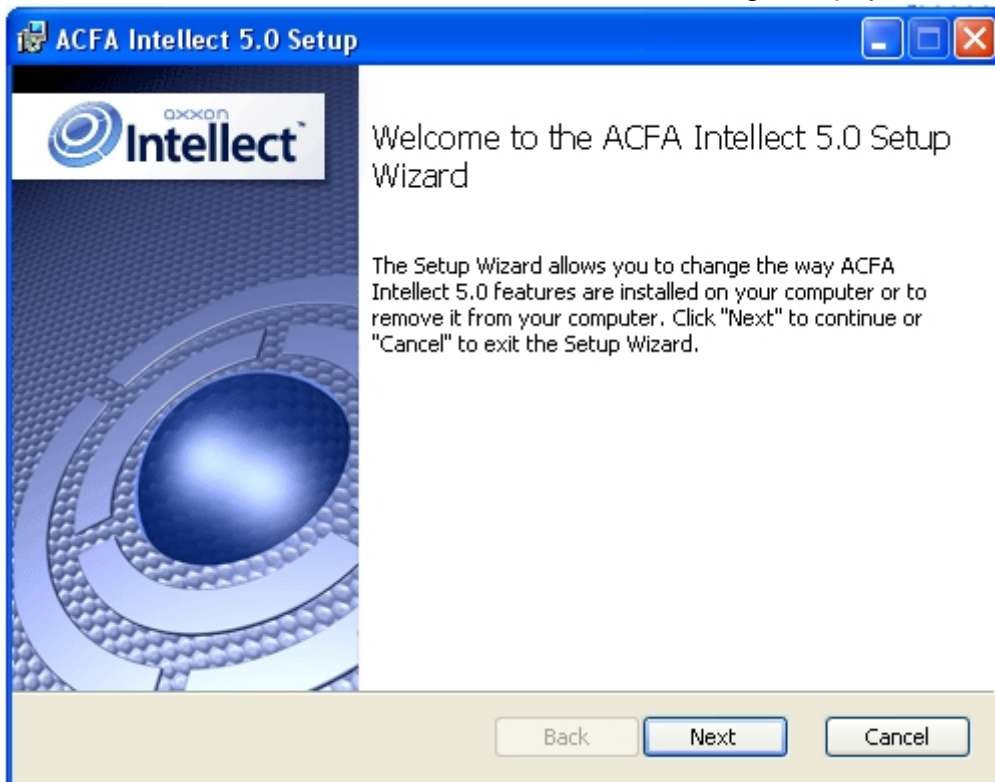 ACFA Intellect 5.0 Setup
axxon
Intellect™
Welcome to the ACFA Intellect 5.0 Setup
Wizard
The Setup Wizard allows you to change the way ACFA
Intellect 5.0 features are installed on your computer or to
remove it from your computer. Click "Next" to continue or
"Cancel" to exit the Setup Wizard.
Back Next Cancel